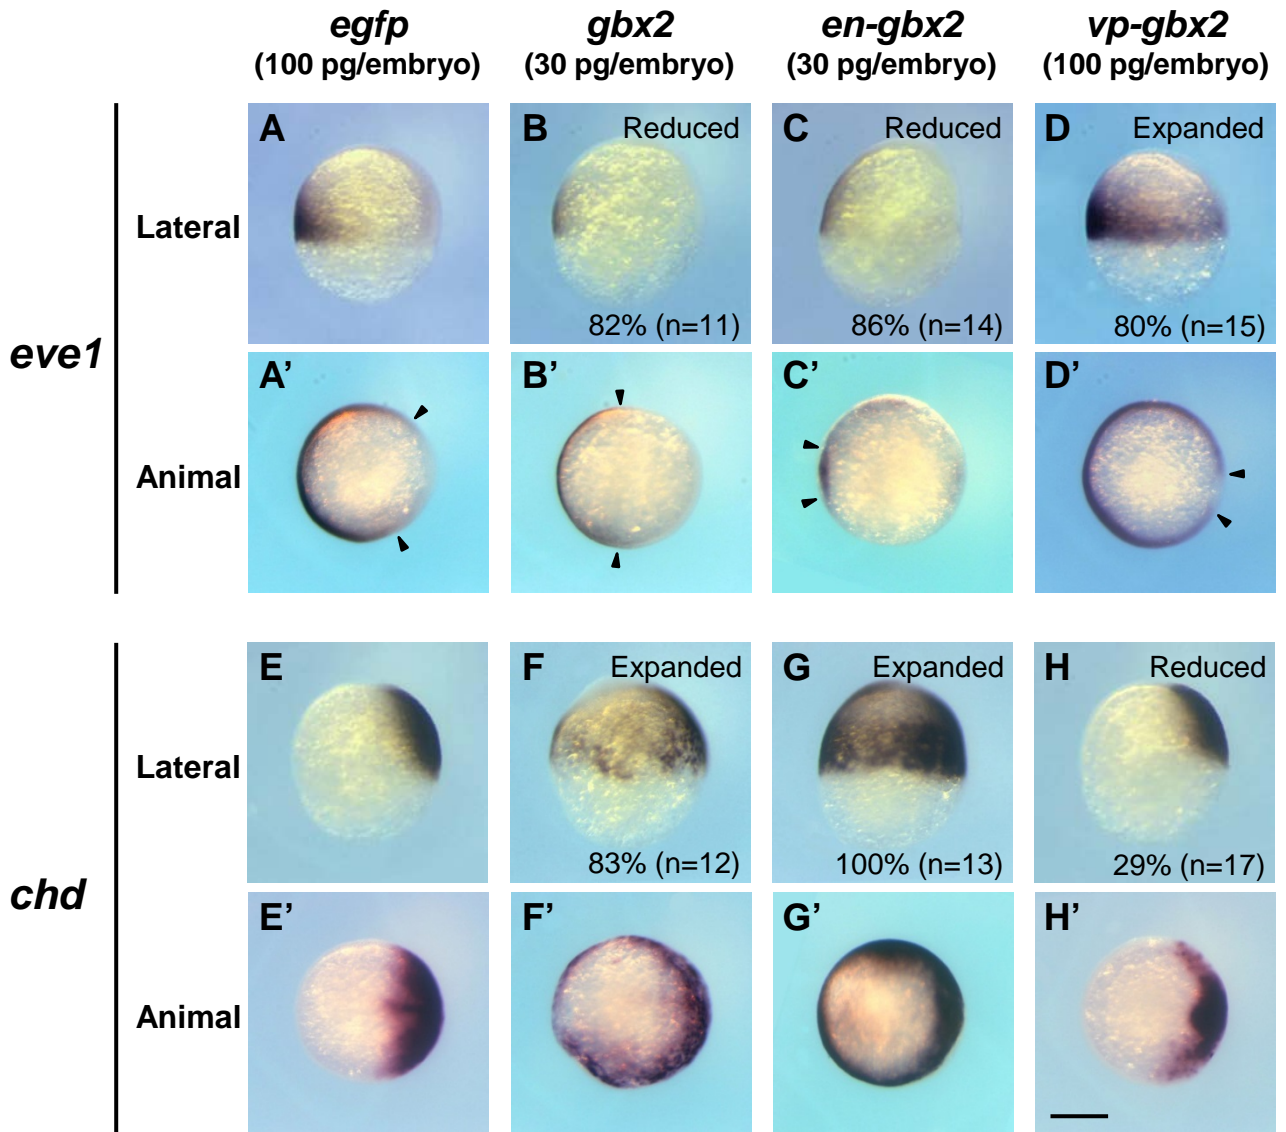 egfp gbx2 en-gbx2 vp-gbx2
(100 pg/embryo) (30 pg/embryo) (30 pg/embryo) (100 pg/embryo)
A B Reduced C Reduced D Expanded
Lateral
82% (n=11) 86% (n=14) 80% (n=15)
eve1
A’ B’ C’ D’
Animal
E F Expanded G Expanded H Reduced
Lateral
83% (n=12) 100% (n=13) 29% (n=17)
chd
E’ F’ G’ H’
Animal